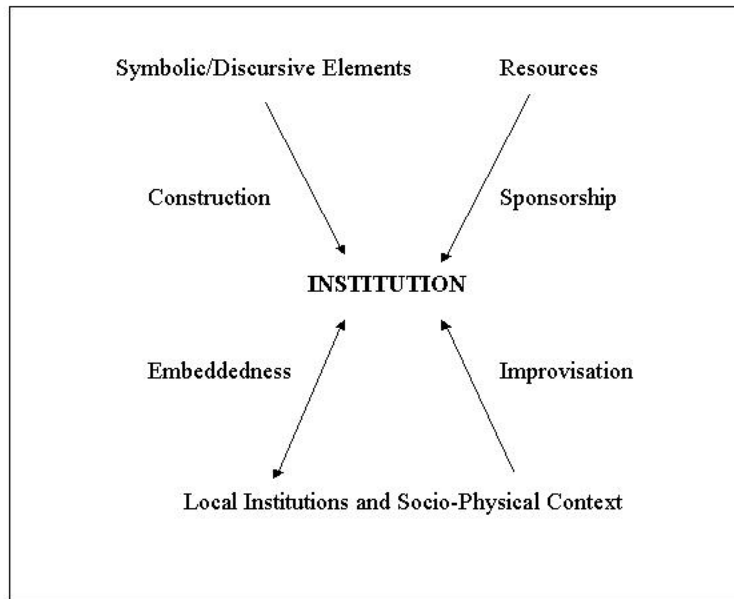 Symbolic/Discursive Elements Resources
Construction Sponsorship
INSTITUTION
Embeddedness Improvisation
Local Institutions and Socio-Physical Context